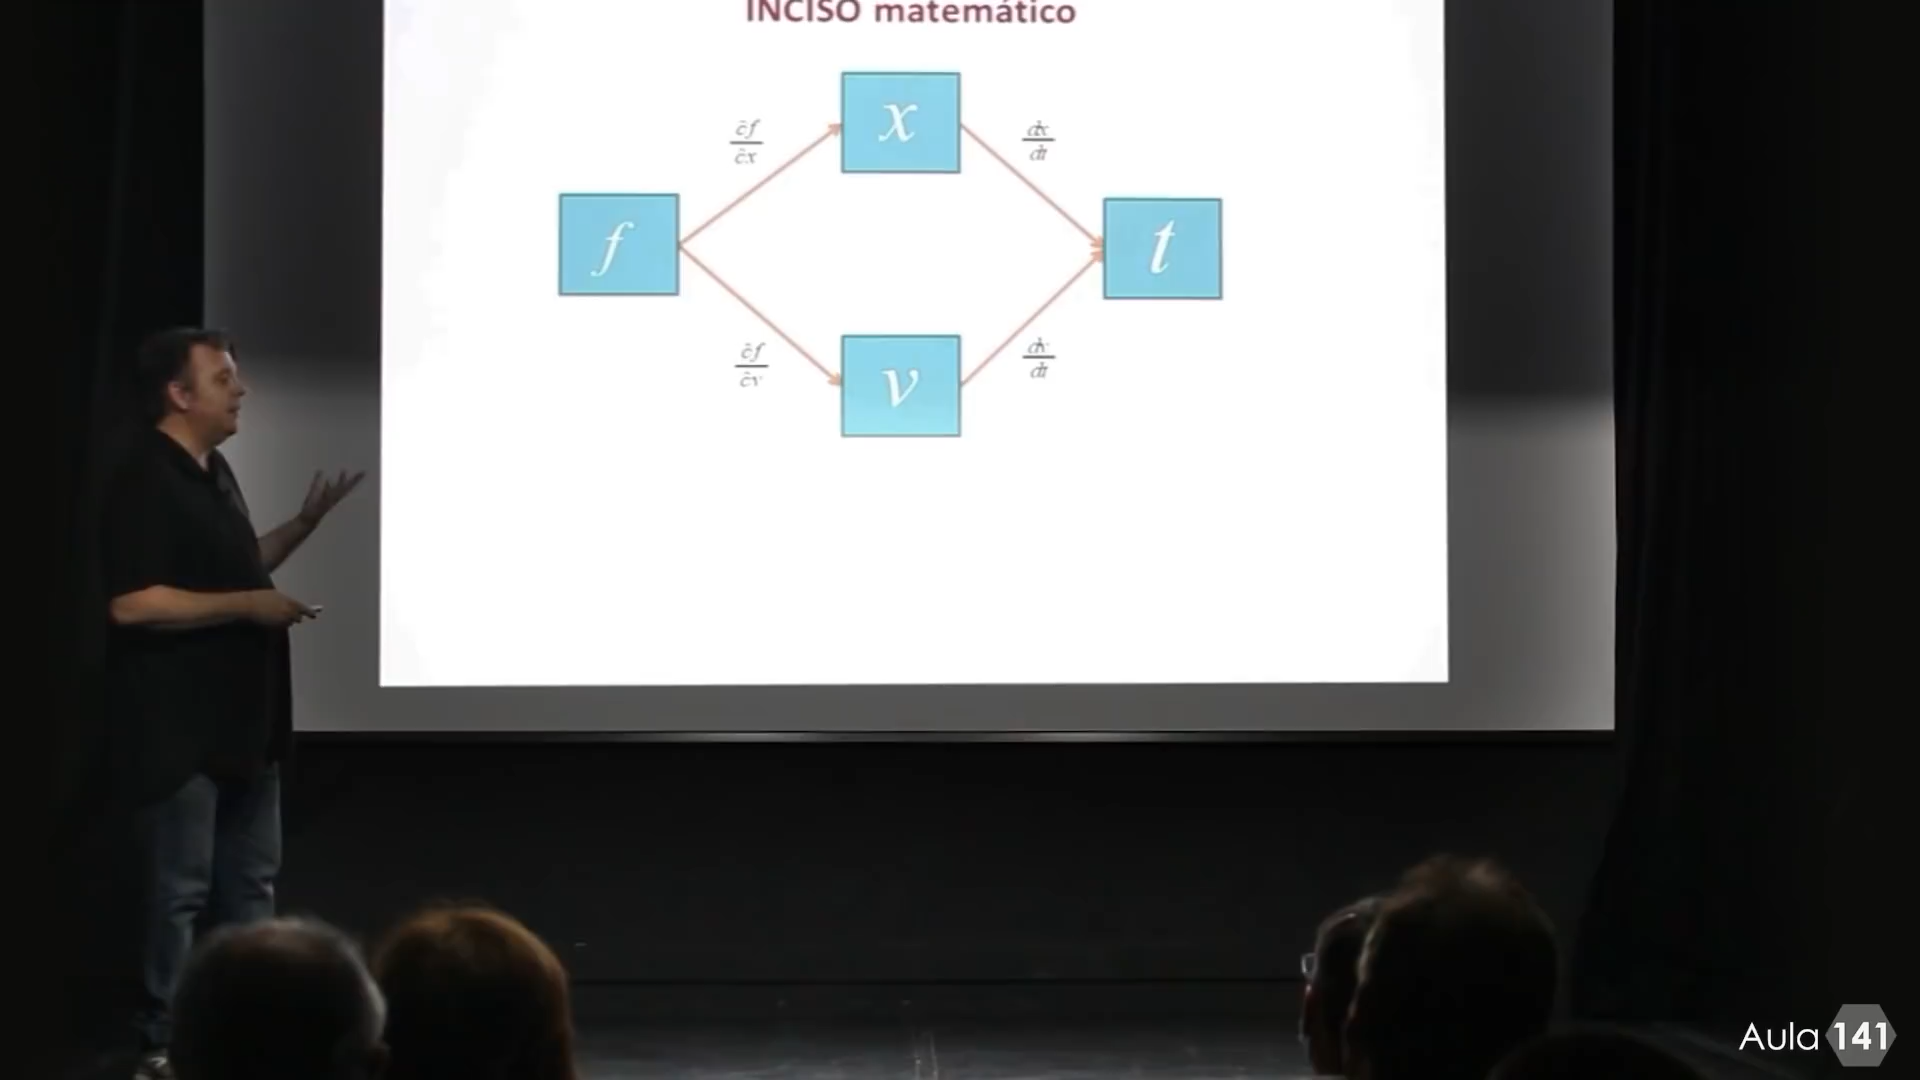 INCISO matemático
x
∂f
∂x
dx
dt
f
t
∂f
∂v
dv
dt
v
Aula 141